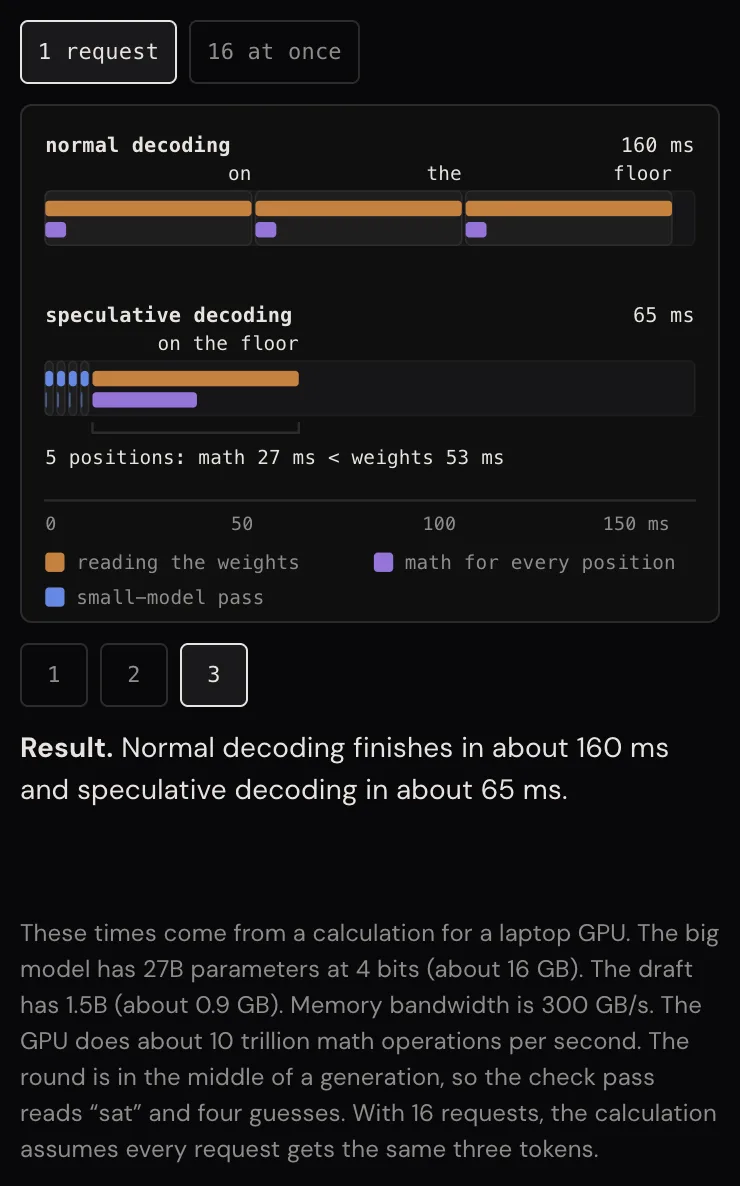 1 request
16 at once
normal decoding
160 ms
on
the
floor
speculative decoding
65 ms
on the floor
5 positions: math 27 ms < weights 53 ms
0
50
100
150 ms
reading the weights
math for every position
small-model pass
1
2
3
Result. Normal decoding finishes in about 160 ms
and speculative decoding in about 65 ms.
These times come from a calculation for a laptop GPU. The big
model has 27B parameters at 4 bits (about 16 GB). The draft
has 1.5B (about 0.9 GB). Memory bandwidth is 300 GB/s. The
GPU does about 10 trillion math operations per second. The
round is in the middle of a generation, so the check pass
reads “sat” and four guesses. With 16 requests, the calculation
assumes every request gets the same three tokens.